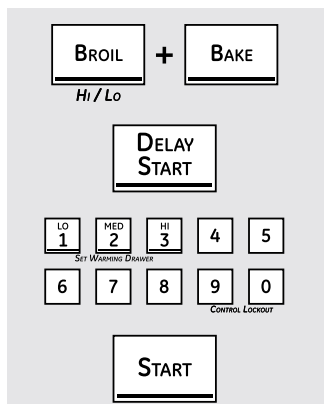 BROIL + BAKE
HI / LO
DELAY
START
LO MED HI
1 2 3 4 5
SET WARMING DRAWER
6 7 8 9 0
CONTROL LOCKOUT
START